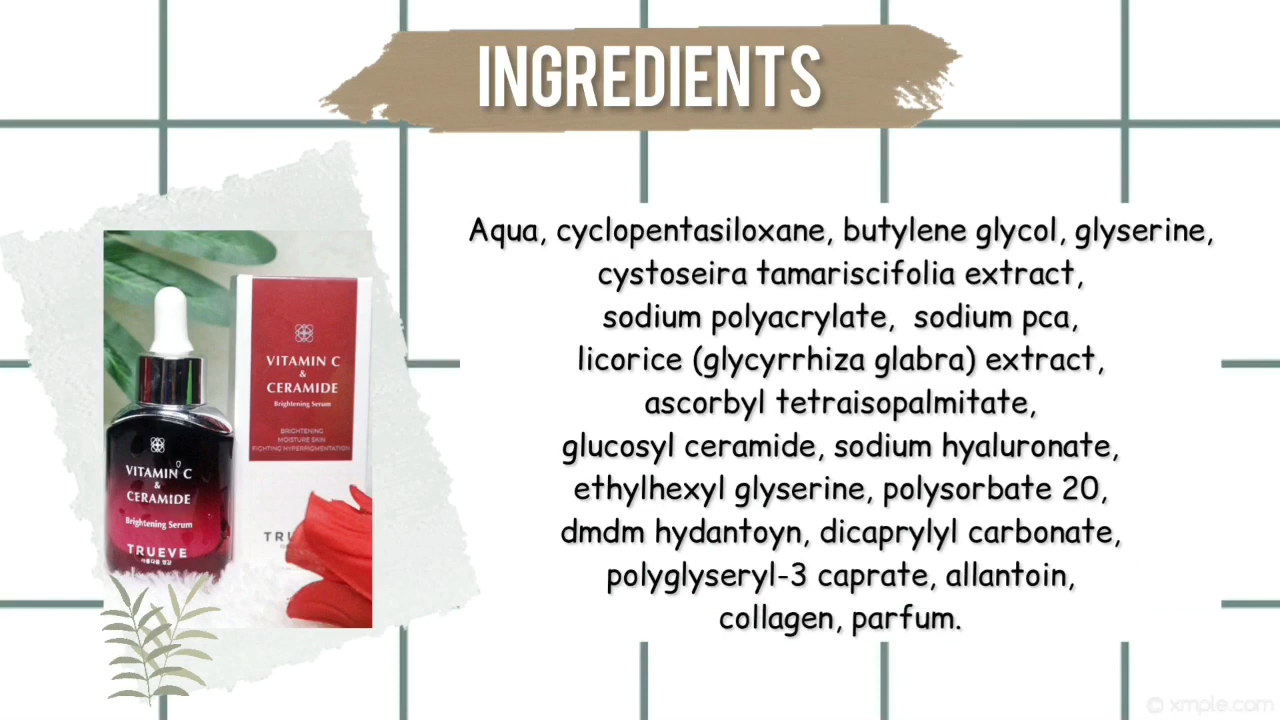 INGREDIENTS
Aqua, cyclopentasiloxane, butylene glycol, glyserine,
cystoseira tamariscifolia extract,
sodium polyacrylate, sodium pca,
licorice (glycyrrhiza glabra) extract,
ascorbyl tetraisopalmitate,
glucosyl ceramide, sodium hyaluronate,
ethylhexyl glyserine, polysorbate 20,
dmdm hydantoyn, dicaprylyl carbonate,
polyglyseryl-3 caprate, allantoin,
collagen, parfum.
VITAMIN C
&
CERAMIDE
Brightening Serum
BRIGHTENING
MOISTURE SKIN
FIGHTING HYPERPIGMENTATION
VITAMIN C
&
CERAMIDE
Brightening Serum
TRUEVE
© xmple.com